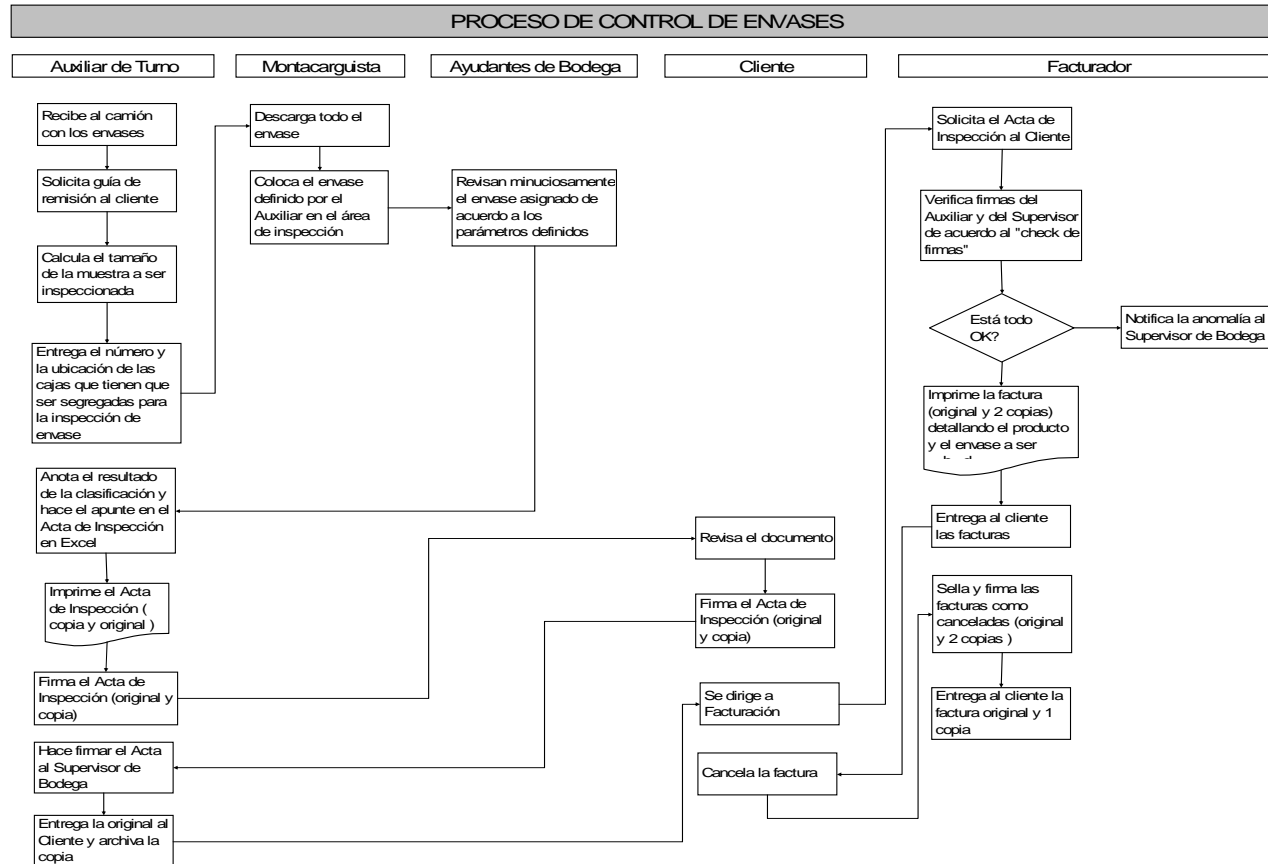 PROCESO DE CONTROL DE ENVASES
Auxiliar de Turno
Montacarguista
Ayudantes de Bodega
Cliente
Facturador
Recibe al camión
con los envases
Solicita guía de
remisión al cliente
Calcula el tamaño
de la muestra a ser
inspeccionada
Entrega el número y
la ubicación de las
cajas que tienen que
ser segregadas para
la inspección de
envase
Anota el resultado
de la clasificación y
hace el apunte en el
Acta de Inspección
en Excel
Imprime el Acta
de Inspección (
copia y original )
Firma el Acta de
Inspección (original y
copia)
Hace firmar el Acta
al Supervisor de
Bodega
Entrega la original al
Cliente y archiva la
copia
Descarga todo el
envase
Coloca el envase
definido por el
Auxiliar en el área
de inspección
Revisan minuciosamente
el envase asignado de
acuerdo a los
parámetros definidos
Revisa el documento
Firma el Acta de
Inspección (original
y copia)
Se dirige a
Facturación
Cancela la factura
Solicita el Acta de
Inspección al Cliente
Verifica firmas del
Auxiliar y del Supervisor
de acuerdo al "check de
firmas"
Está todo
OK?
Notifica la anomalía al
Supervisor de Bodega
Imprime la factura
(original y 2 copias)
detallando el producto
y el envase a ser
Entrega al cliente
las facturas
Sella y firma las
facturas como
canceladas (original
y 2 copias )
Entrega al cliente la
factura original y 1
copia